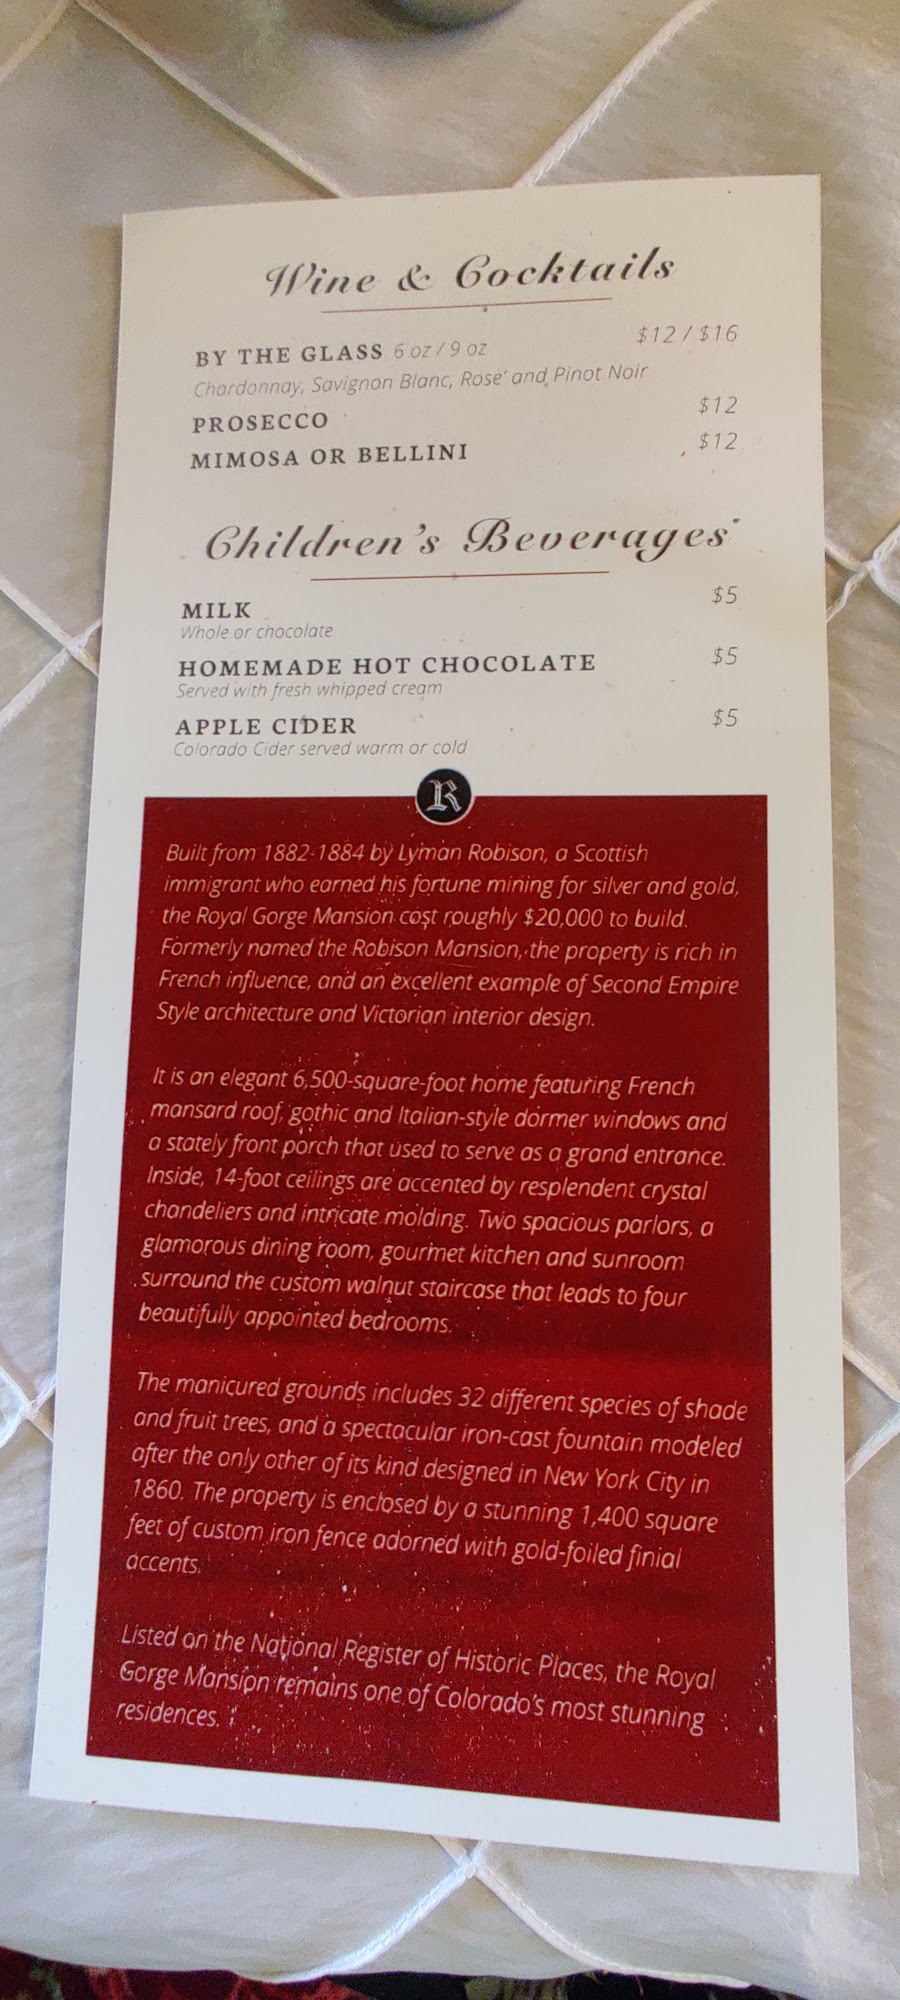 Wine & Cocktails
BY THE GLASS 6 oz / 9 oz $12 / $16
Chardonnay, Savignon Blanc, Rose' and Pinot Noir
PROSECCO $12
MIMOSA OR BELLINI $12
Children's Beverages
MILK $5
Whole or chocolate
HOMEMADE HOT CHOCOLATE $5
Served with fresh whipped cream
APPLE CIDER $5
Colorado Cider served warm or cold
R
Built from 1882-1884 by Lyman Robison, a Scottish
immigrant who earned his fortune mining for silver and gold,
the Royal Gorge Mansion cost roughly $20,000 to build.
Formerly named the Robison Mansion, the property is rich in
French influence, and an excellent example of Second Empire
Style architecture and Victorian interior design.
It is an elegant 6,500-square-foot home featuring French
mansard roof, gothic and Italian-style dormer windows and
a stately front porch that used to serve as a grand entrance.
Inside, 14-foot ceilings are accented by resplendent crystal
chandeliers and intricate molding. Two spacious parlors, a
glamorous dining room, gourmet kitchen and sunroom
surround the custom walnut staircase that leads to four
beautifully appointed bedrooms.
The manicured grounds includes 32 different species of shade
and fruit trees, and a spectacular iron-cast fountain modeled
after the only other of its kind designed in New York City in
1860. The property is enclosed by a stunning 1,400 square
feet of custom iron fence adorned with gold-foiled finial
accents.
Listed on the National Register of Historic Places, the Royal
Gorge Mansion remains one of Colorado's most stunning
residences.